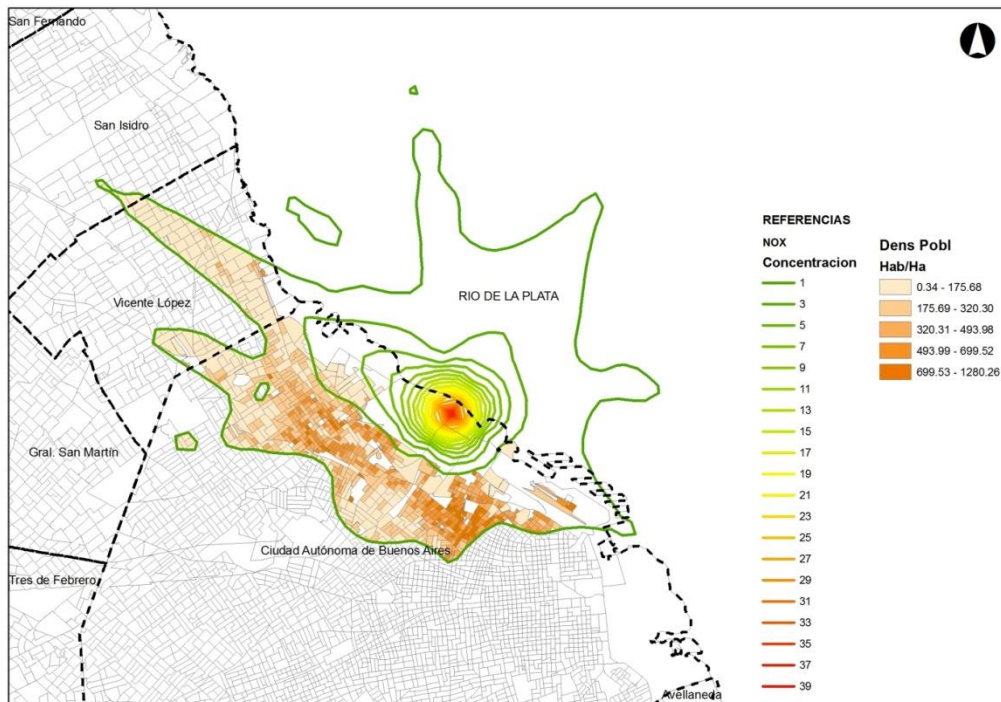 San Fernando
San Isidro
RIO DE LA PLATA
Vicente López
Gral. San Martín
Ciudad Autónoma de Buenos Aires
Tres de Febrero
Avellaneda
REFERENCIAS
NOX
Concentracion
1
3
5
7
9
11
13
15
17
19
21
23
25
27
29
31
33
35
37
39
Dens Pobl
Hab/Ha
0.34 - 175.68
175.69 - 320.30
320.31 - 493.98
493.99 - 699.52
699.53 - 1280.26